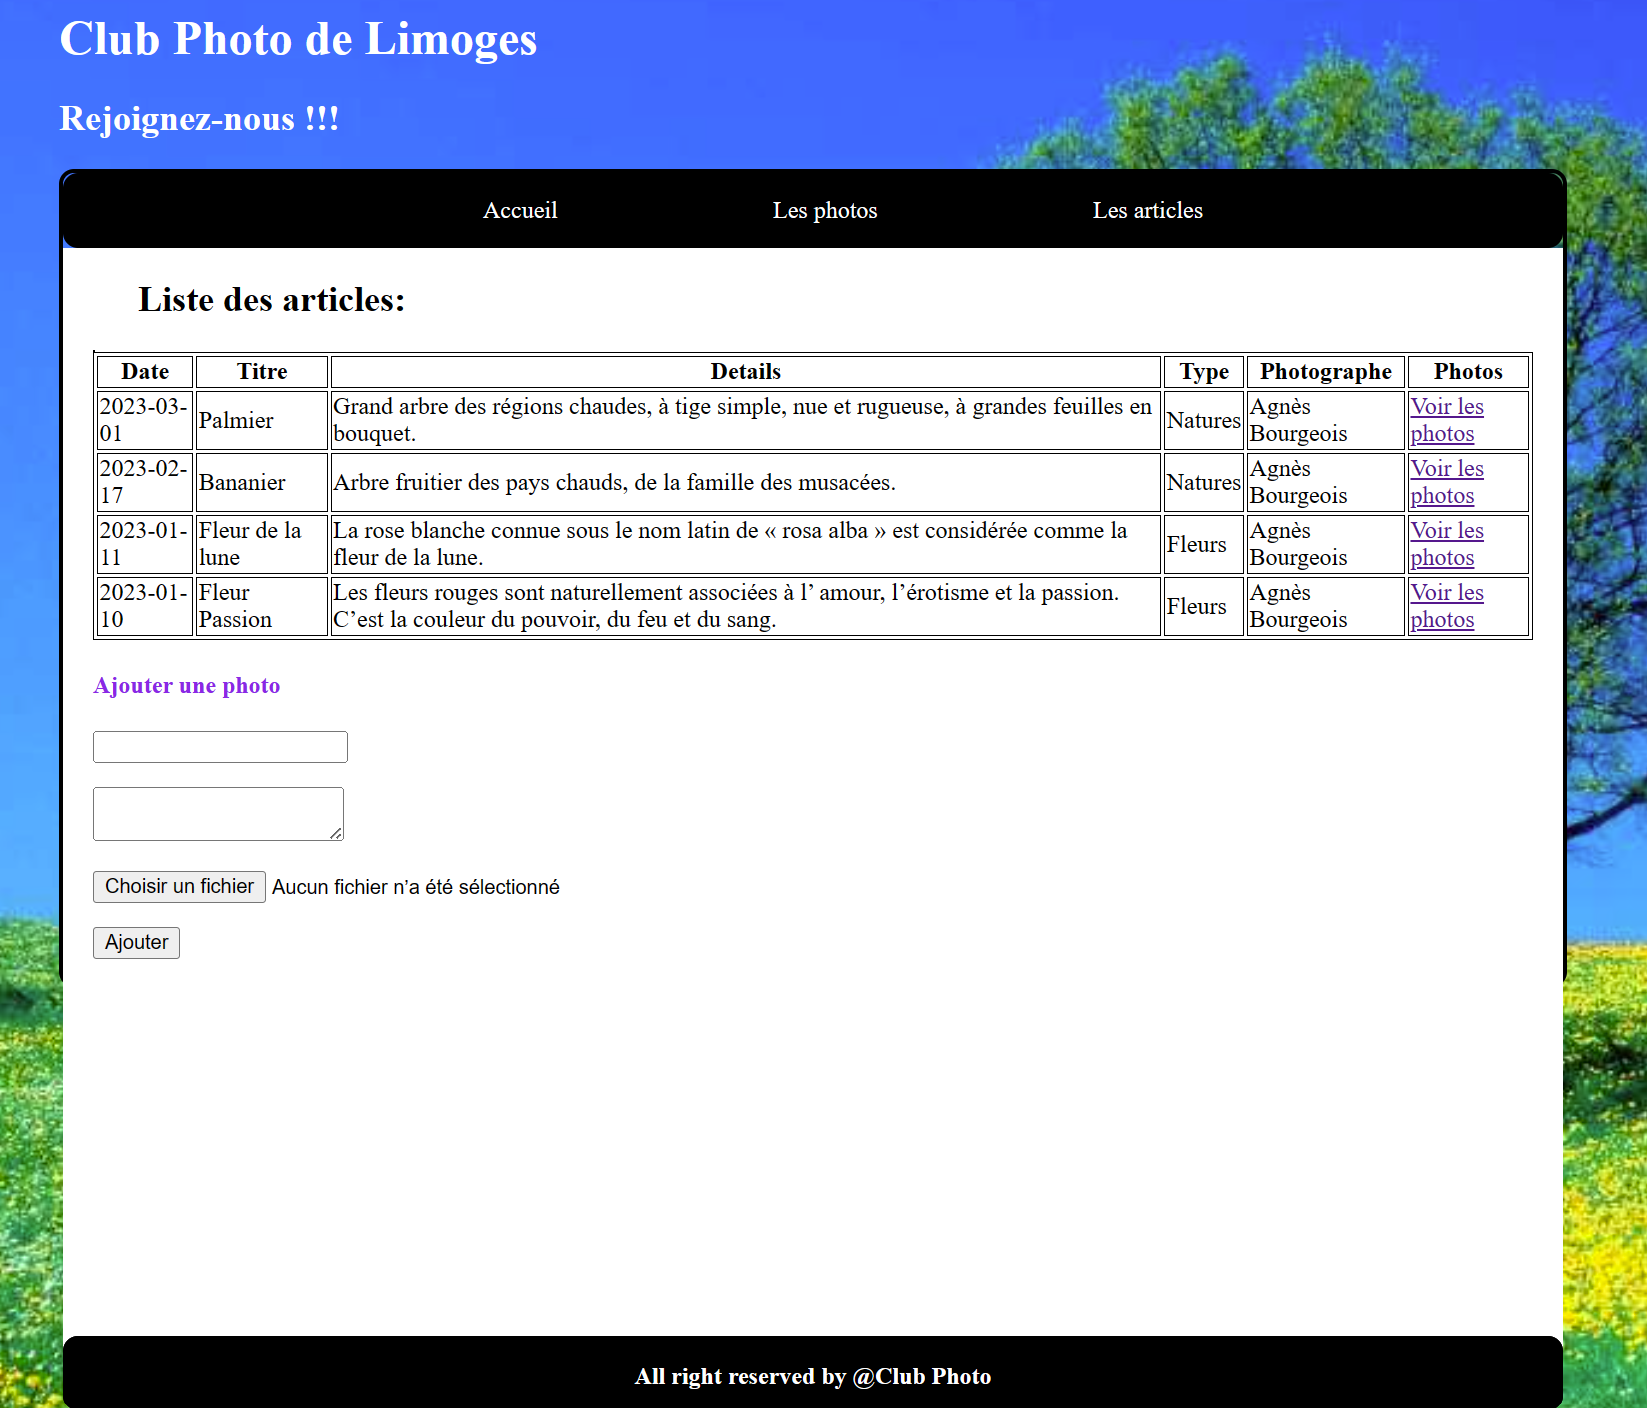 Club Photo de Limoges
Rejoignez-nous !!!
Accueil Les photos Les articles
Liste des articles:
Date Titre Details Type Photographe Photos
2023-03-01 Palmier Grand arbre des régions chaudes, à tige simple, nue et rugueuse, à grandes feuilles en bouquet. Natures Agnès Bourgeois Voir les photos
2023-02-17 Bananier Arbre fruitier des pays chauds, de la famille des musacées. Natures Agnès Bourgeois Voir les photos
2023-01-11 Fleur de la lune La rose blanche connue sous le nom latin de « rosa alba » est considérée comme la fleur de la lune. Fleurs Agnès Bourgeois Voir les photos
2023-01-10 Fleur Passion Les fleurs rouges sont naturellement associées à l’ amour, l’érotisme et la passion. C’est la couleur du pouvoir, du feu et du sang. Fleurs Agnès Bourgeois Voir les photos
Ajouter une photo
Choisir un fichier Aucun fichier n’a été sélectionné
Ajouter
All right reserved by @Club Photo